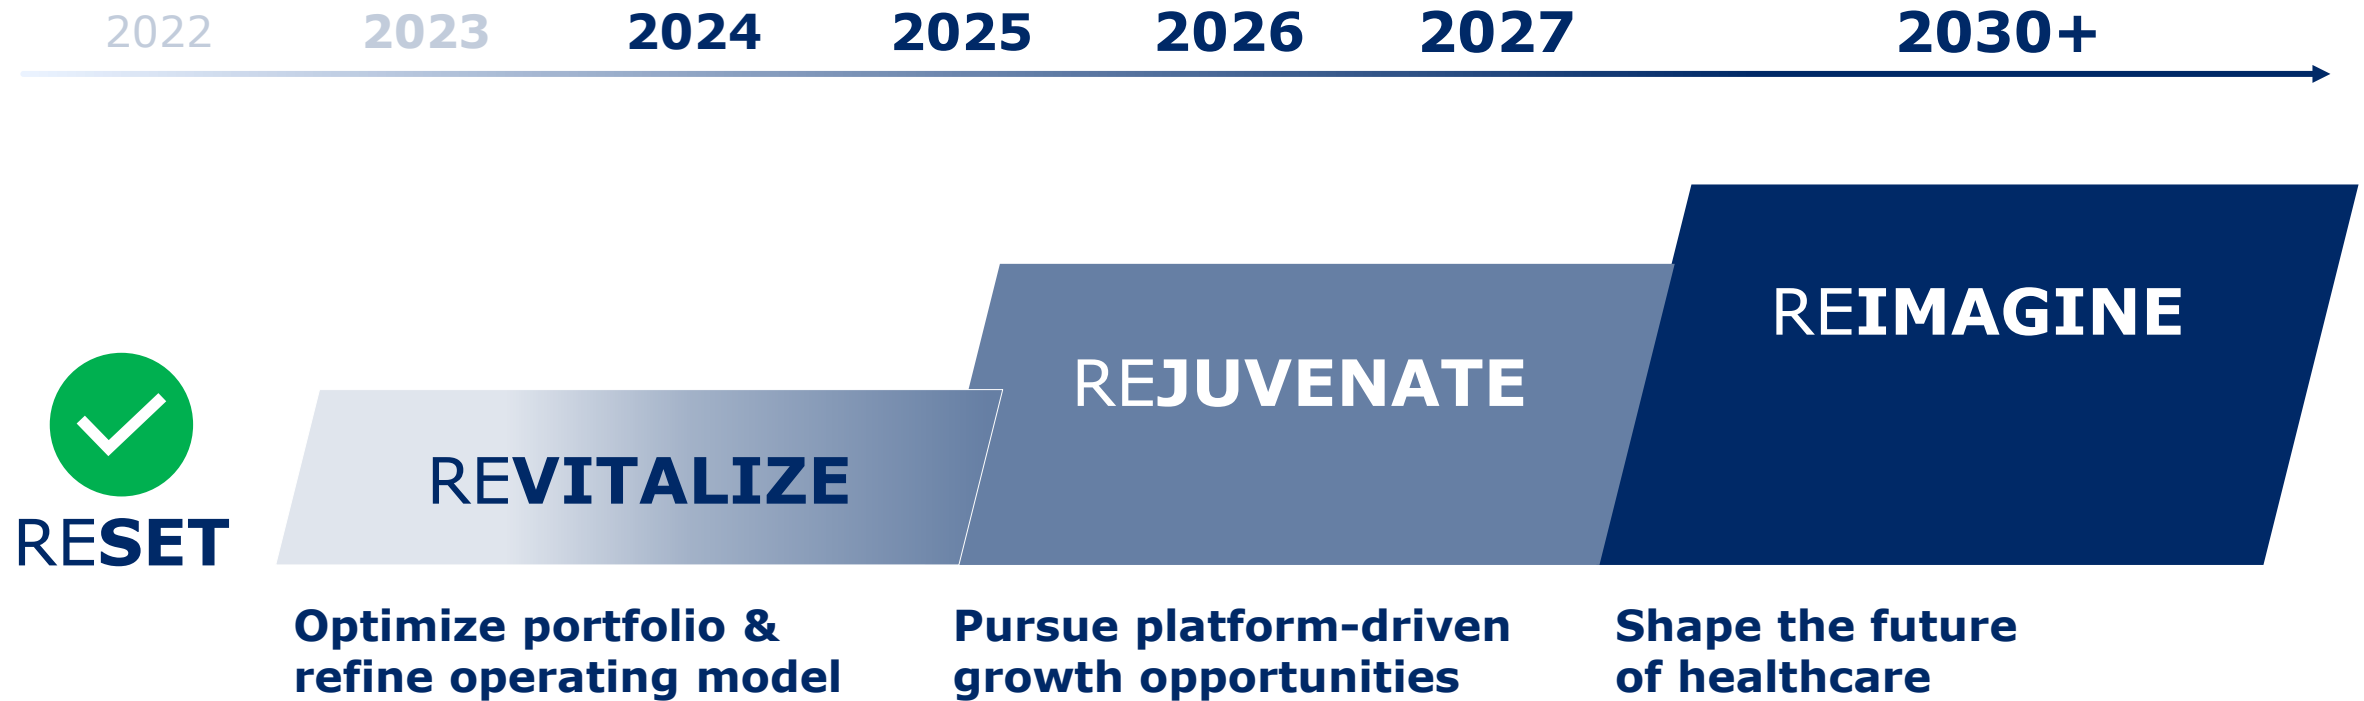 2022 2023 2024 2025 2026 2027 2030+
REIMAGINE
REJUVENATE
REVITALIZE
RESET
Optimize portfolio &
refine operating model
Pursue platform-driven
growth opportunities
Shape the future
of healthcare